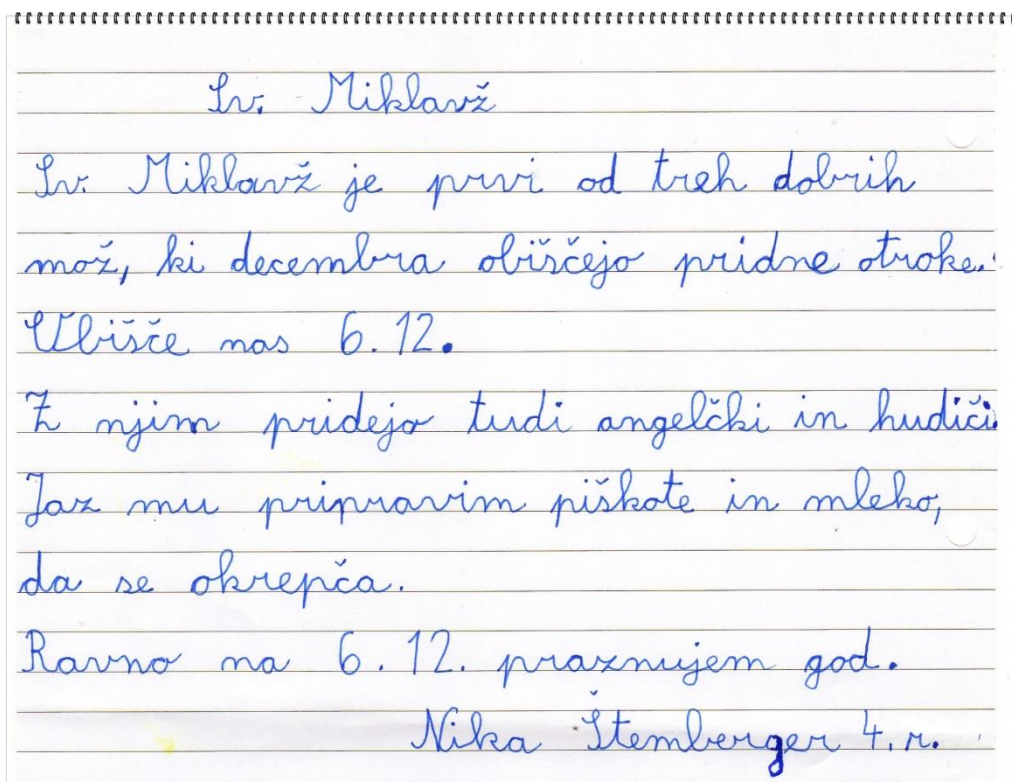 Sv. Miklavž
Sv. Miklavž je prvi od treh dobrih
mož, ki decembra obiščejo pridne otroke.
Obišče nas 6.12.
Z njim pridejo tudi angelčki in hudiči.
Jaz mu pripravim piškote in mleko,
da se okrepča.
Ravno na 6.12. praznujem god.
Nika Štemberger 4.r.